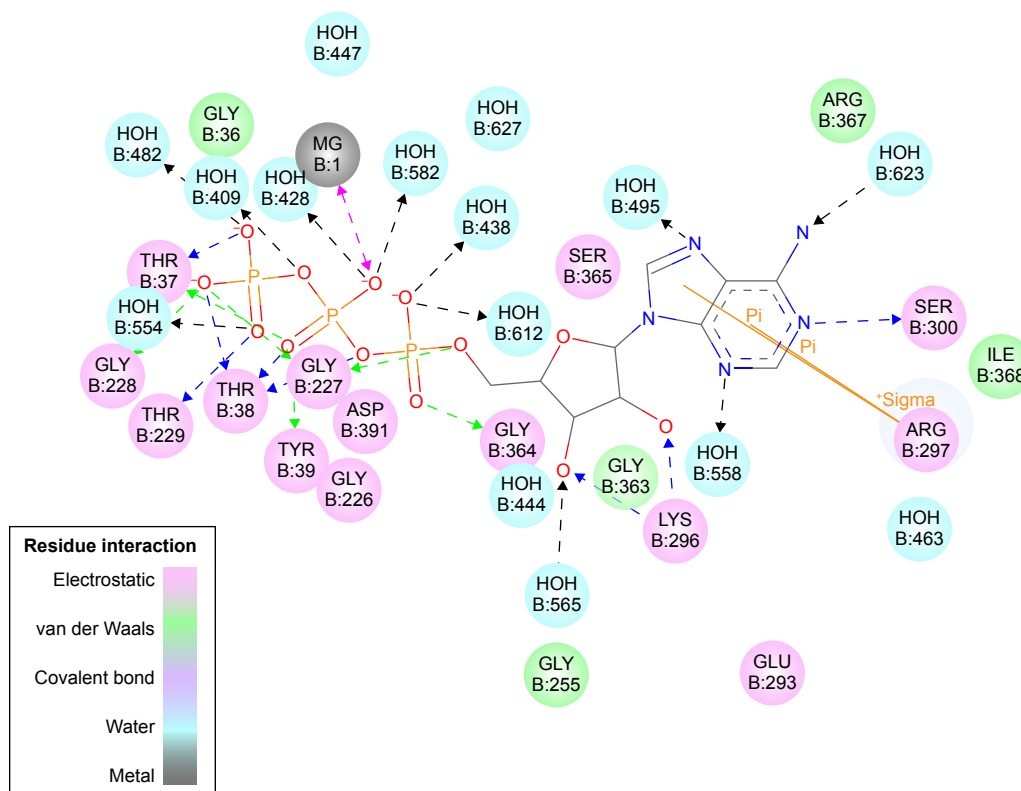 HOH
B:447
GLY
B:36
HOH
B:482
MG
B:1
HOH
B:627
ARG
B:367
HOH
B:582
HOH
B:623
HOH
B:409
HOH
B:428
HOH
B:495
HOH
B:438
THR
B:37
SER
B:365
HOH
B:554
HOH
B:612
SER
B:300
ILE
B:368
GLY
B:228
GLY
B:227
THR
B:38
THR
B:229
ASP
B:391
TYR
B:39
GLY
B:226
GLY
B:364
HOH
B:444
GLY
B:363
HOH
B:558
ARG
B:297
LYS
B:296
HOH
B:463
HOH
B:565
GLY
B:255
GLU
B:293
-O
O
-O
-O
-O
P
P
P
O
O
O
O
O
O
O
O
O
N
N
N
N
N
Pi
Pi
+Sigma
Residue interaction
Electrostatic
van der Waals
Covalent bond
Water
Metal